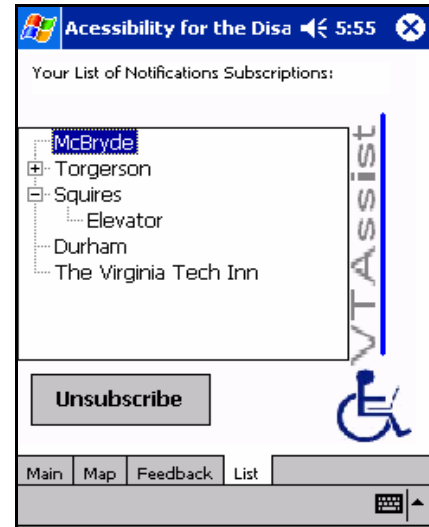 Acessibility for the Disa 5:55
Your List of Notifications Subscriptions:
McBryde
Torgerson
Squires
Elevator
Durham
The Virginia Tech Inn
VTAssist
Unsubscribe
Main Map Feedback List